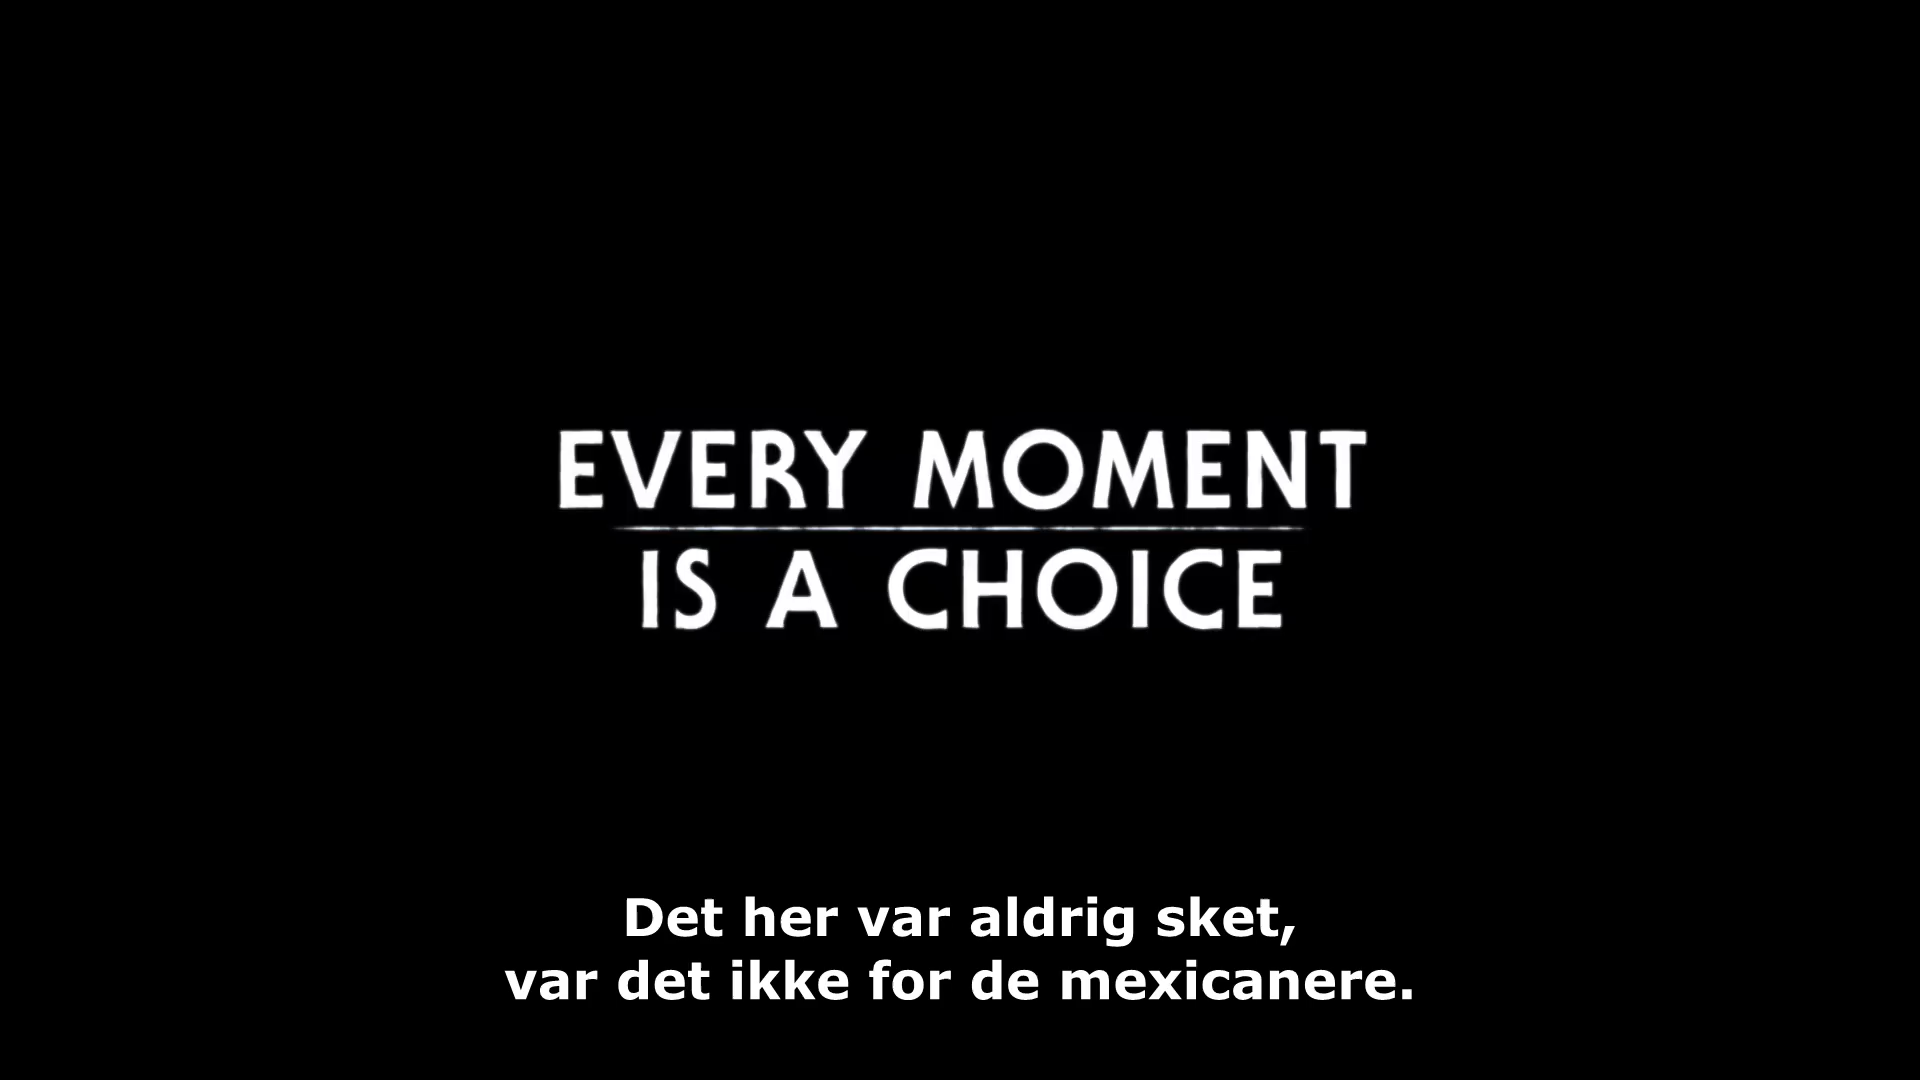 EVERY MOMENT
IS A CHOICE
Det her var aldrig sket,
var det ikke for de mexicanere.